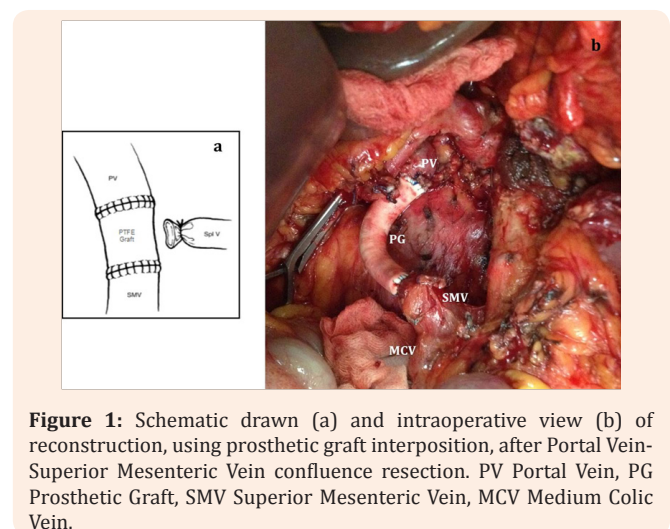 a
PV
PTFE
Graft
Spl V
SMV
b
PV
PG
SMV
MCV
Figure 1: Schematic drawn (a) and intraoperative view (b) of
reconstruction, using prosthetic graft interposition, after Portal Vein-
Superior Mesenteric Vein confluence resection. PV Portal Vein, PG
Prosthetic Graft, SMV Superior Mesenteric Vein, MCV Medium Colic
Vein.